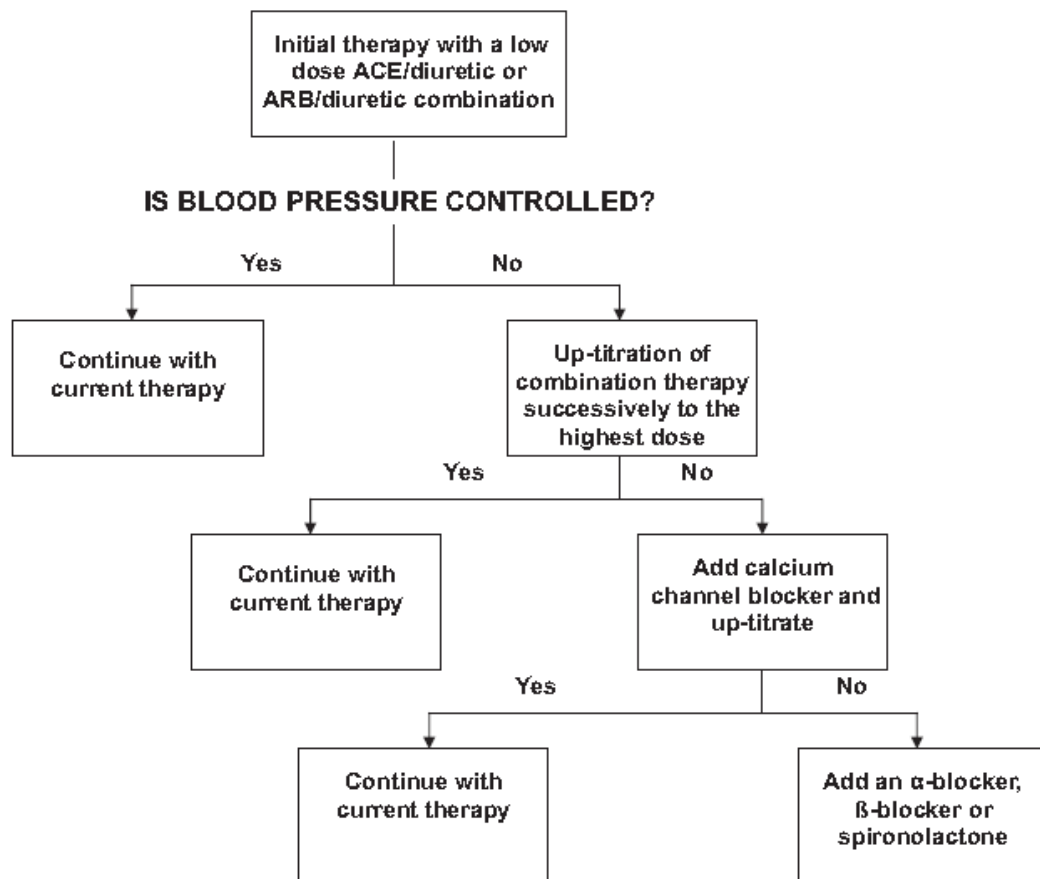 Initial therapy with a low
dose ACE/diuretic or
ARB/diuretic combination
IS BLOOD PRESSURE CONTROLLED?
Yes
No
Continue with
current therapy
Up-titration of
combination therapy
successively to the
highest dose
Yes
No
Continue with
current therapy
Add calcium
channel blocker and
up-titrate
Yes
No
Continue with
current therapy
Add an α-blocker,
ß-blocker or
spironolactone